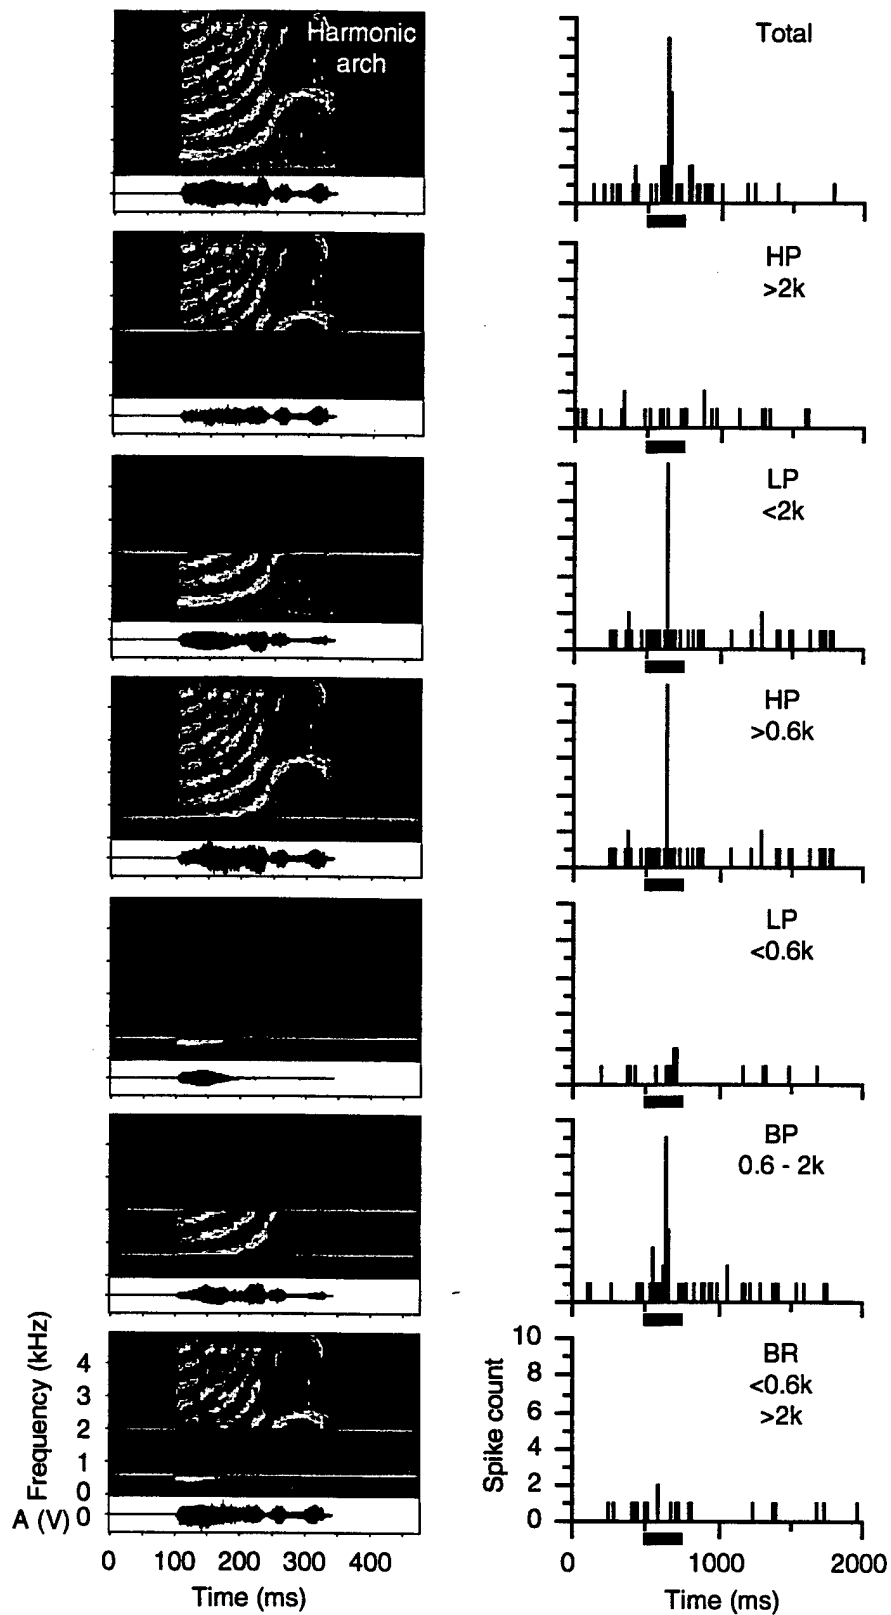 Harmonic
arch
Total
HP
>2k
LP
<2k
HP
>0.6k
LP
<0.6k
BP
0.6 - 2k
BR
<0.6k
>2k
Frequency (kHz)
4
3
2
1
0
A (V) 0
0 100 200 300 400
Time (ms)
Spike count
10
8
6
4
2
0
0 1000 2000
Time (ms)